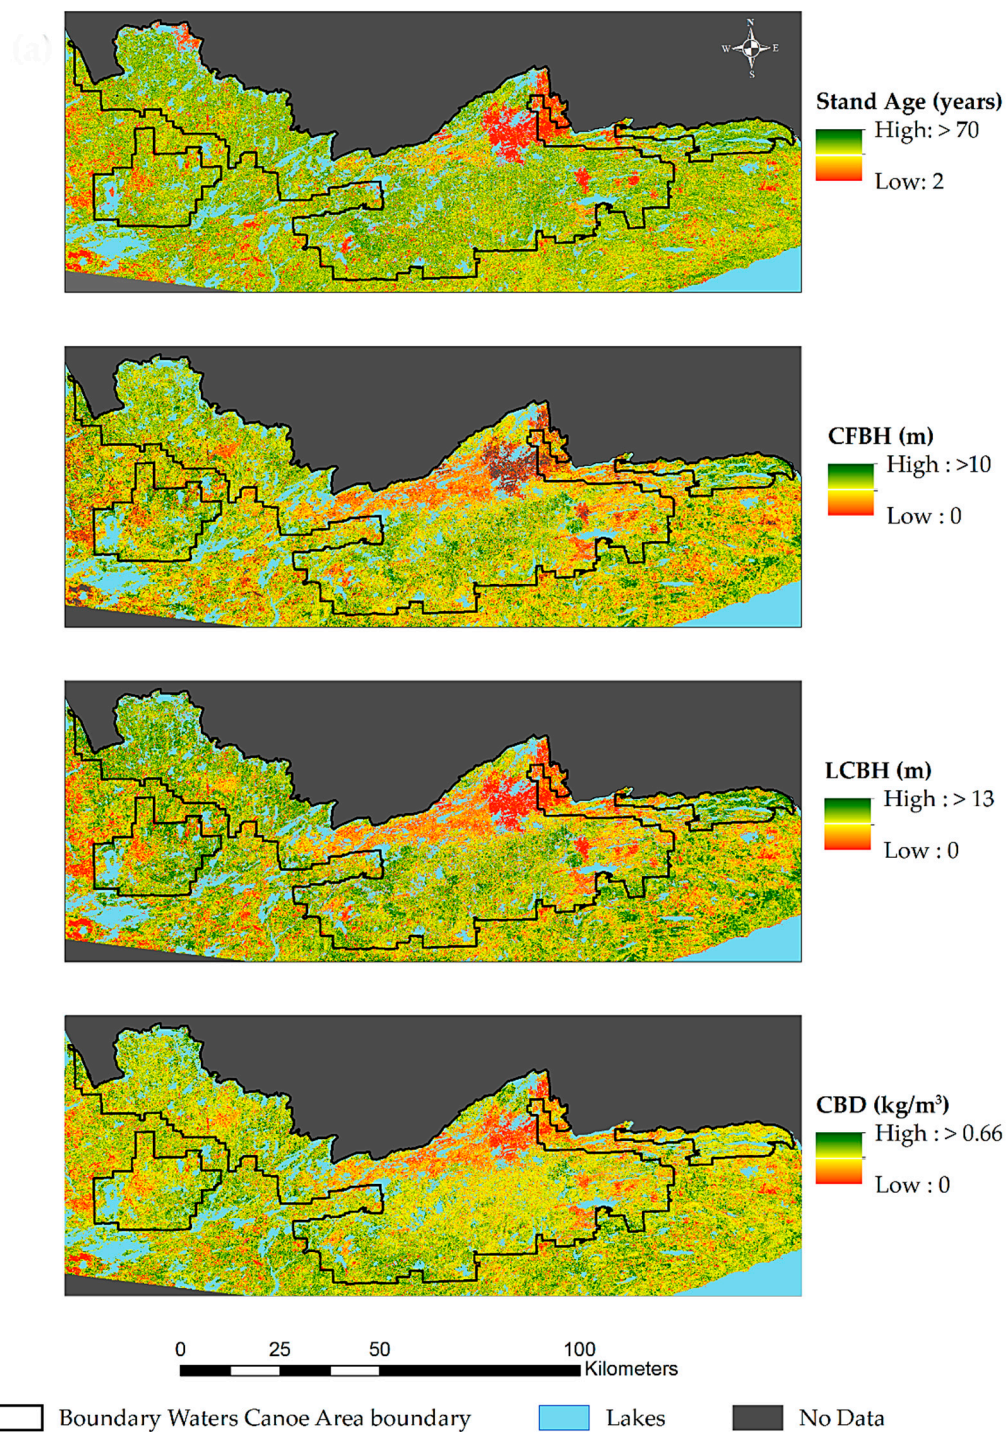 (a)
N
W E
S
Stand Age (years)
High: > 70
Low: 2
CFBH (m)
High : >10
Low : 0
LCBH (m)
High : > 13
Low : 0
CBD (kg/m³)
High : > 0.66
Low : 0
0 25 50 100
Kilometers
Boundary Waters Canoe Area boundary Lakes No Data